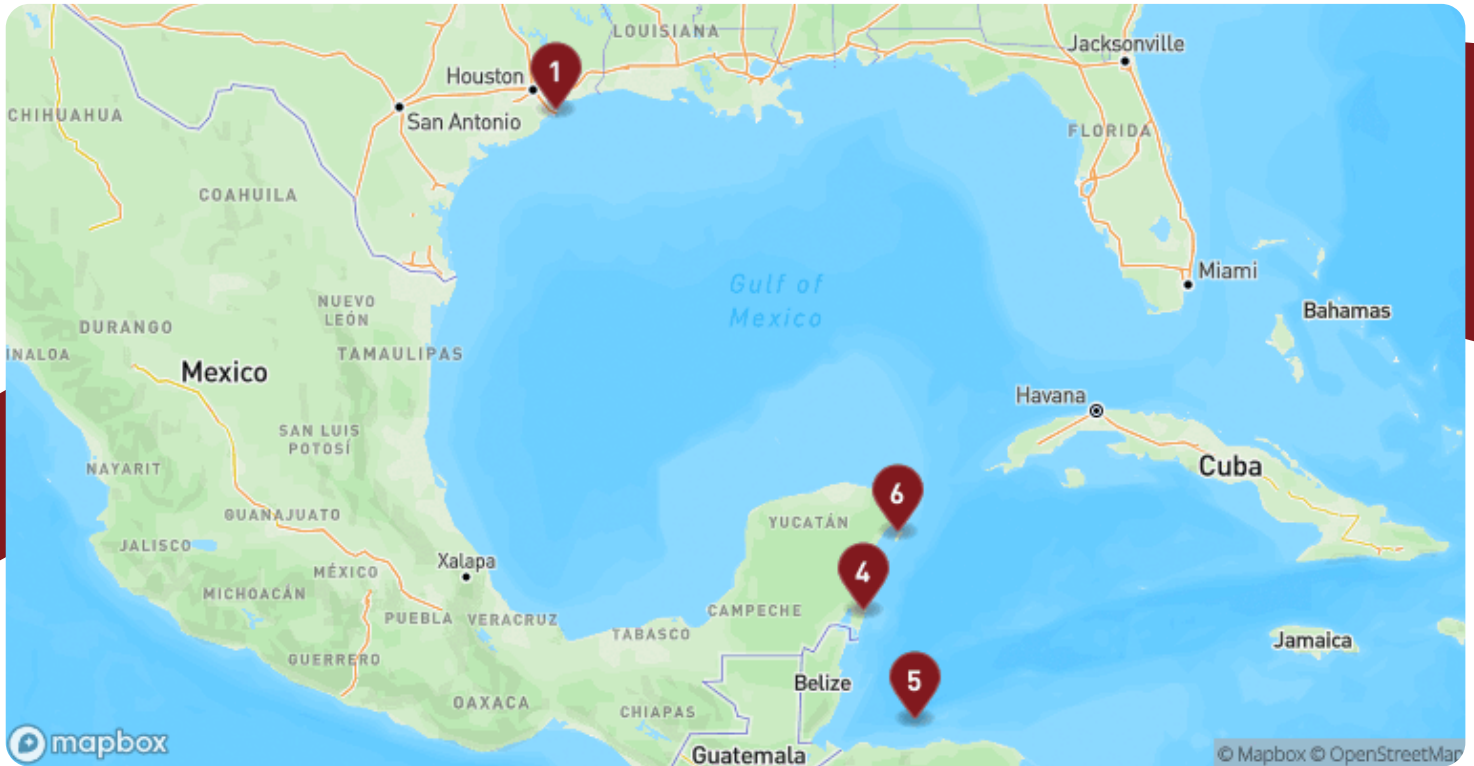 LOUISIANA
Jacksonville
Houston
1
CHIHUAHUA
San Antonio
FLORIDA
COAHUILA
Miami
Gulf of
Mexico
NUEVO
LEÓN
Bahamas
DURANGO
INALOA
TAMAULIPAS
Mexico
Havana
SAN LUIS
POTOSÍ
Cuba
NAYARIT
6
YUCATÁN
GUANAJUATO
JALISCO
Xalapa
MÉXICO
4
MICHOACÁN
PUEBLA
VERACRUZ
CAMPECHE
TABASCO
Jamaica
GUERRERO
Belize
5
OAXACA
CHIAPAS
mapbox
Guatemala
© Mapbox © OpenStreetMap